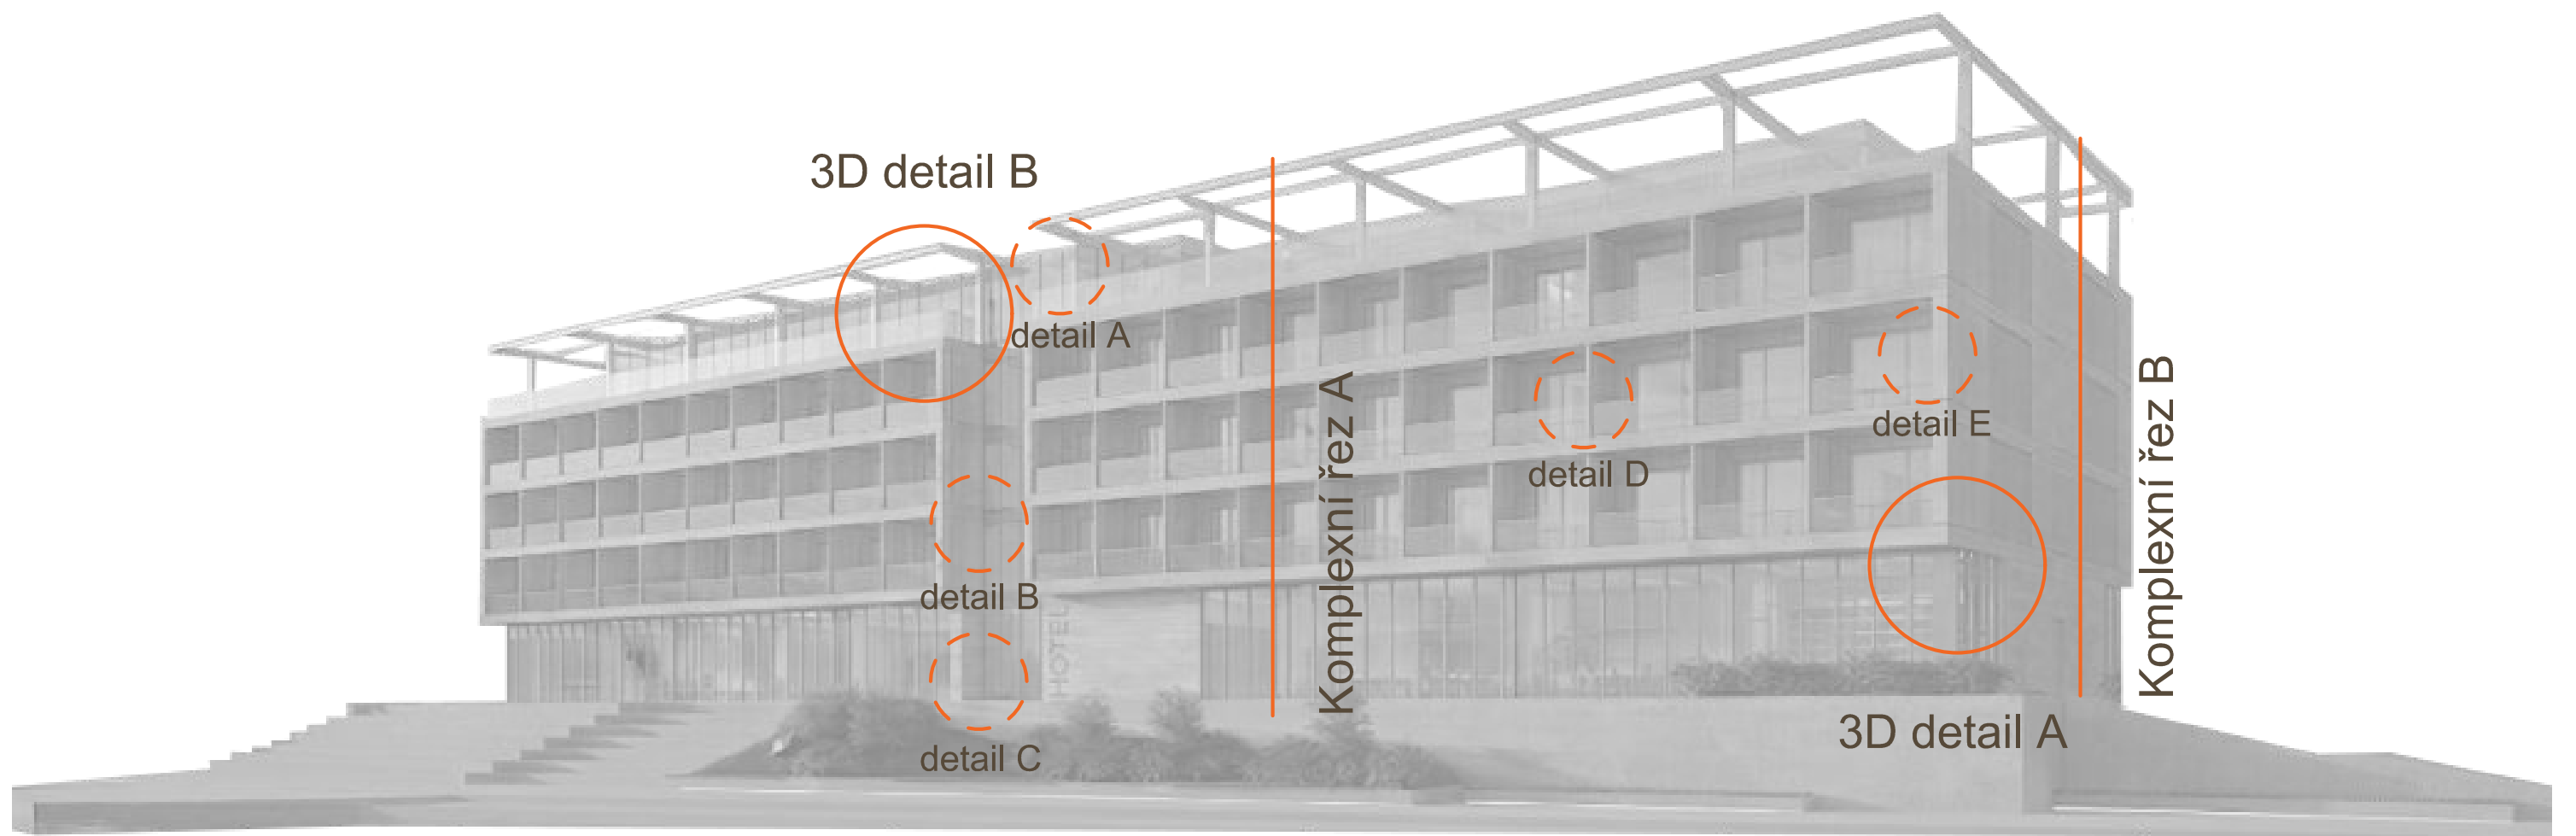 3D detail B
detail A
Komplexní řez A
Komplexní řez B
detail E
detail D
detail B
HOTEL
3D detail A
detail C